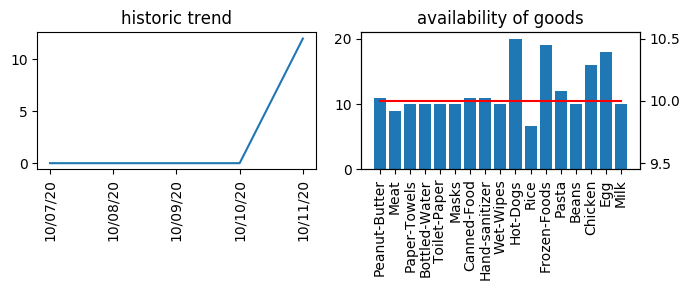 historic trend
10
5
0
10/07/20
10/08/20
10/09/20
10/10/20
10/11/20
availability of goods
20
10
0
10.5
10.0
9.5
Peanut-Butter
Meat
Paper-Towels
Bottled-Water
Toilet-Paper
Masks
Canned-Food
Hand-sanitizer
Wet-Wipes
Hot-Dogs
Rice
Frozen-Foods
Pasta
Beans
Chicken
Egg
Milk